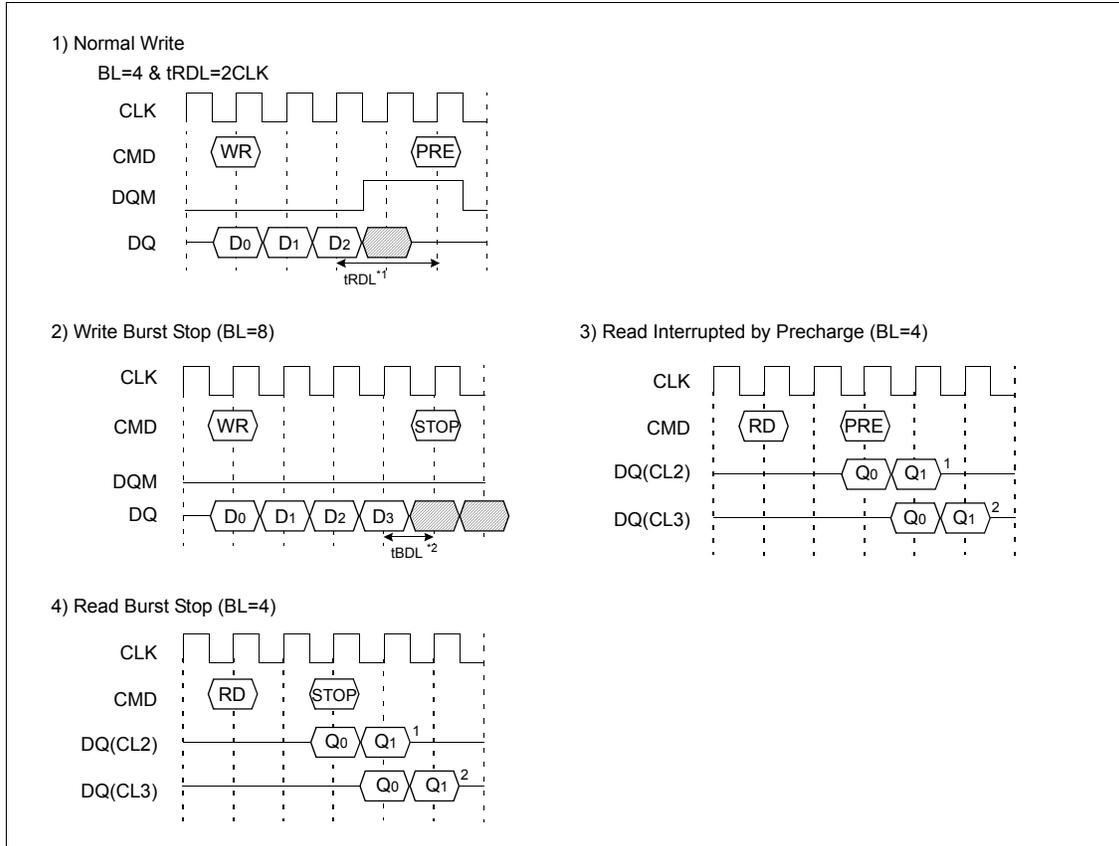 1) Normal Write
BL=4 & tRDL=2CLK
CLK
CMD WR PRE
DQM
DQ D0 D1 D2
tRDL*1
2) Write Burst Stop (BL=8)
CLK
CMD WR STOP
DQM
DQ D0 D1 D2 D3
tBDL *2
3) Read Interrupted by Precharge (BL=4)
CLK
CMD RD PRE
DQ(CL2) Q0 Q1 1
DQ(CL3) Q0 Q1 2
4) Read Burst Stop (BL=4)
CLK
CMD RD STOP
DQ(CL2) Q0 Q1 1
DQ(CL3) Q0 Q1 2